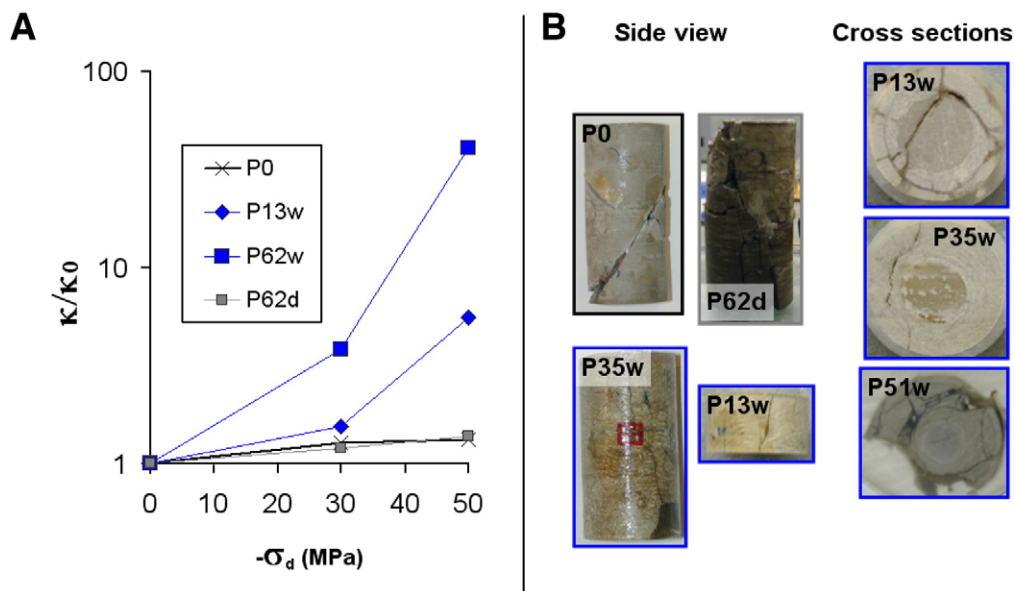 A
κ/κ0
100
10
1
P0
P13w
P62w
P62d
0 10 20 30 40 50
-σd (MPa)
B
Side view
Cross sections
P0
P62d
P35w
P13w
P13w
P35w
P51w